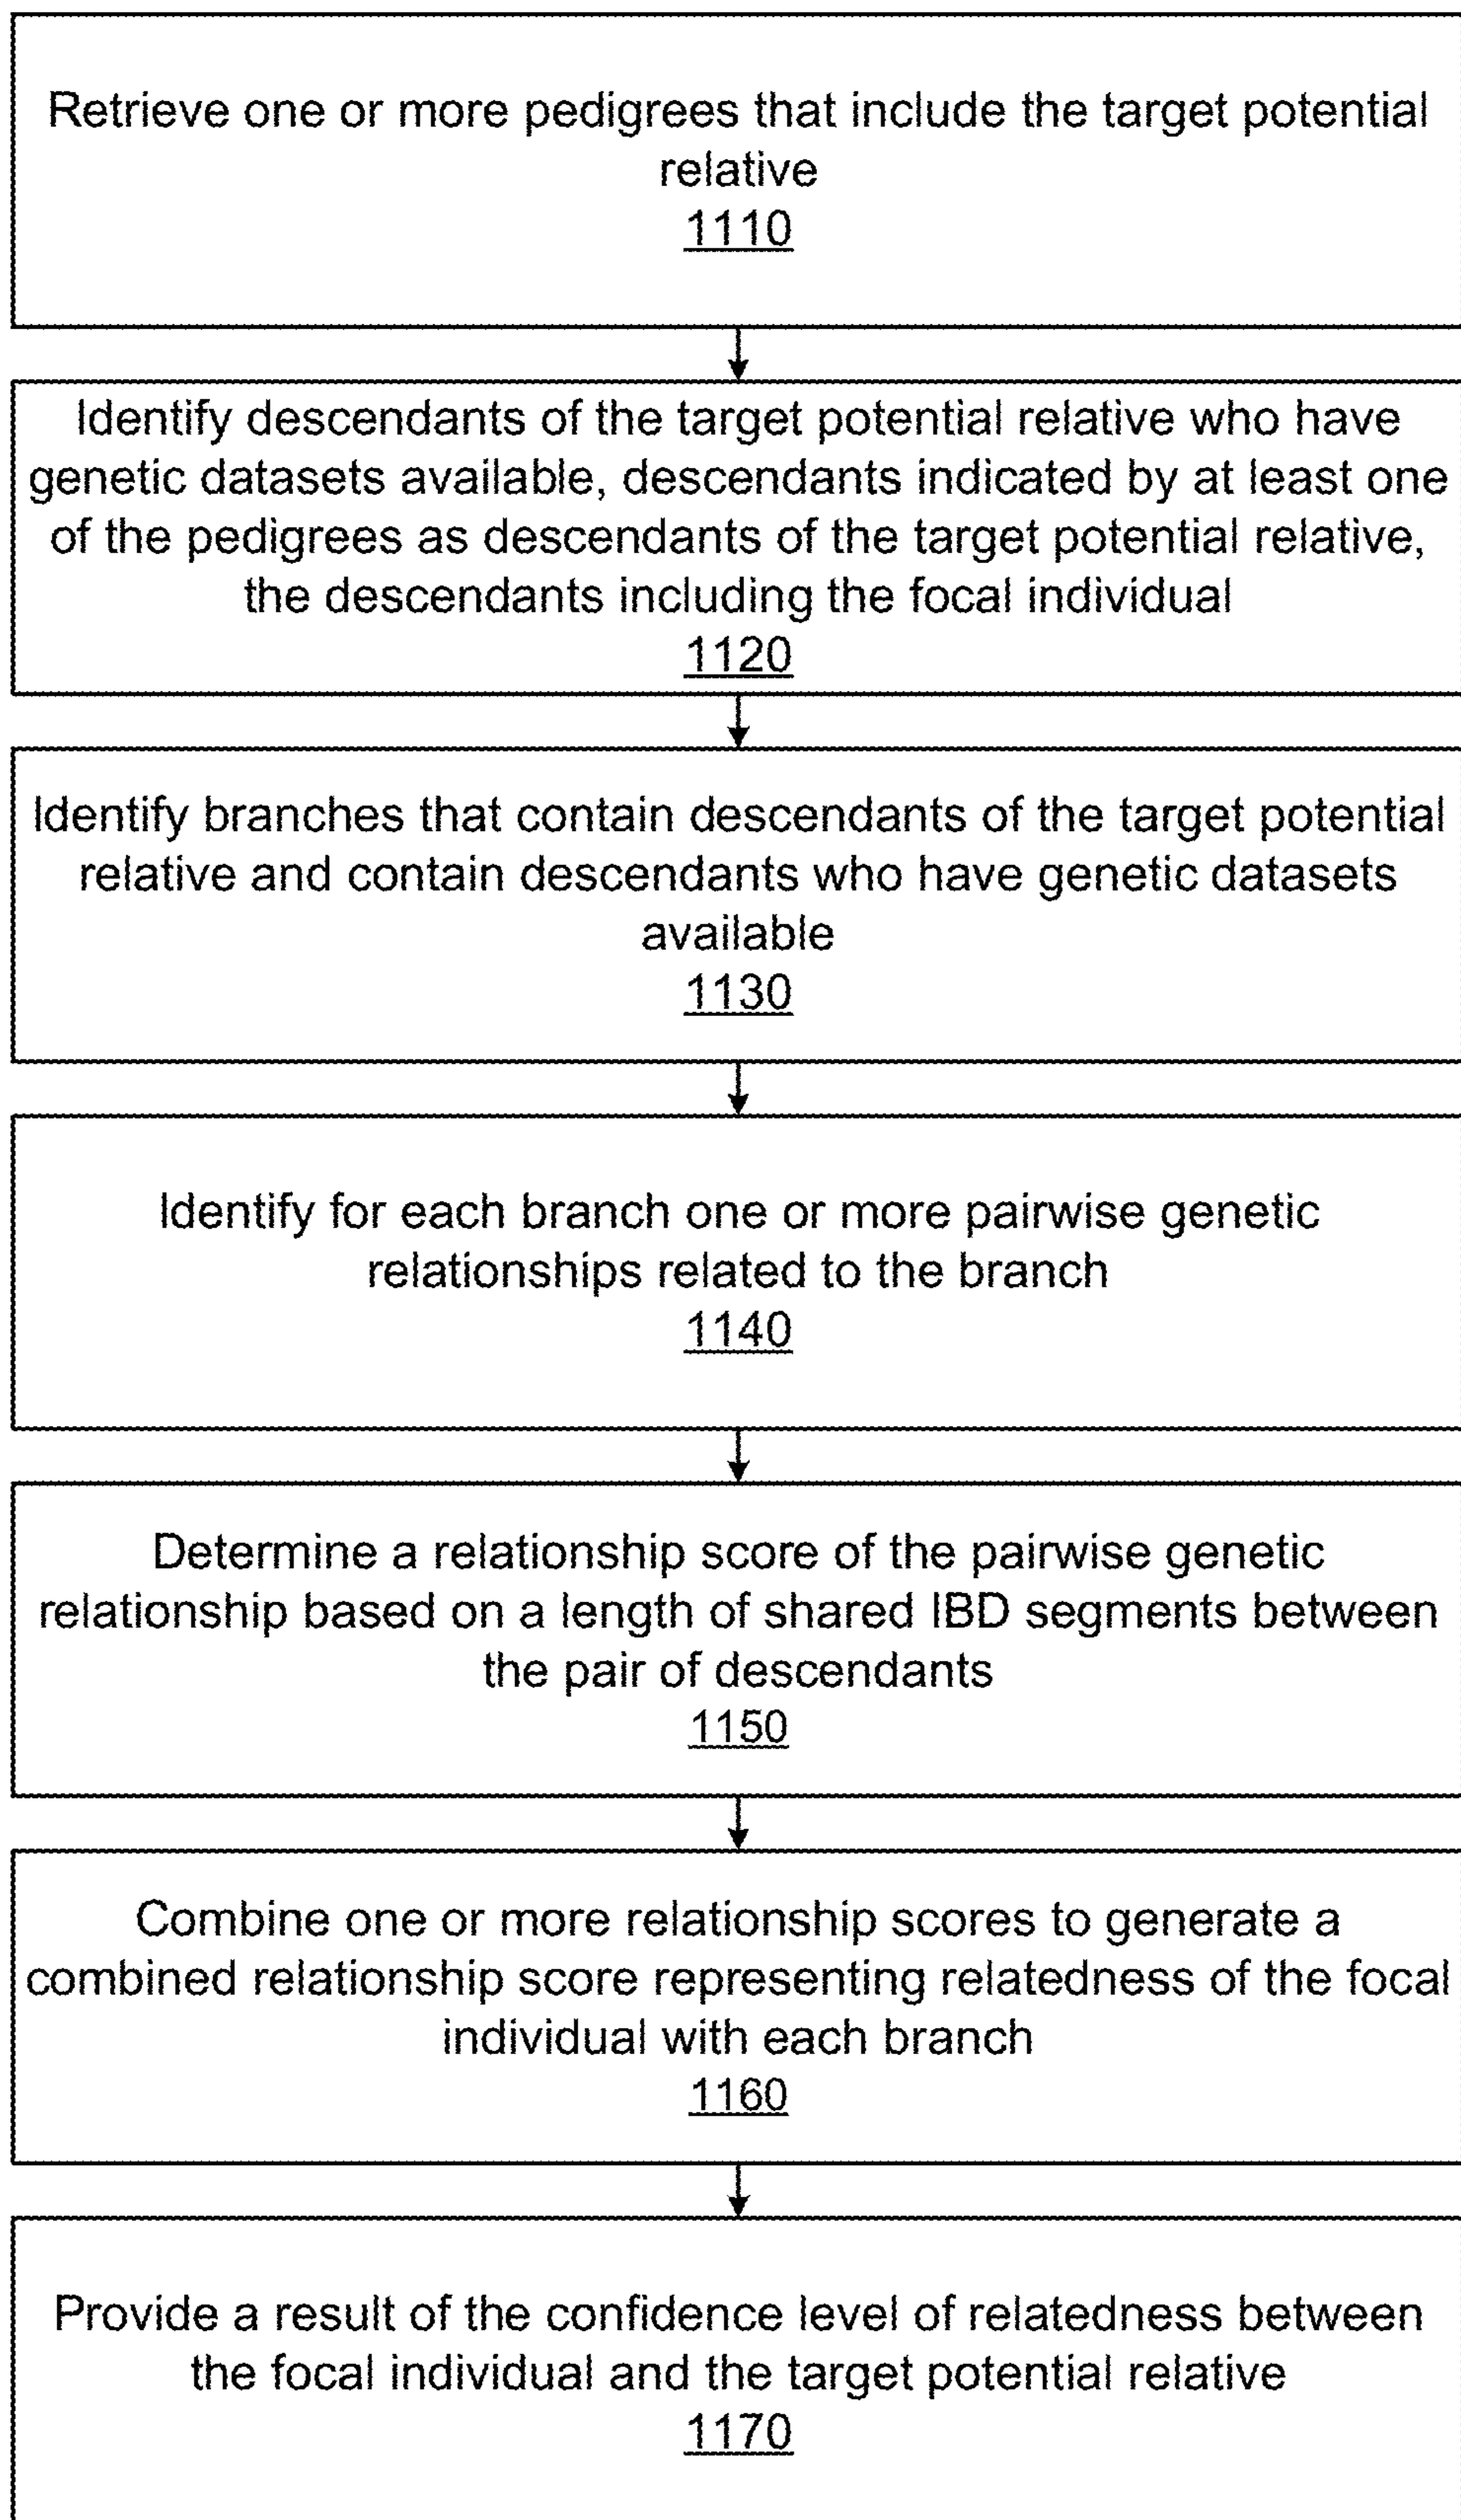 Retrieve one or more pedigrees that include the target potential
relative
1110
Identify descendants of the target potential relative who have
genetic datasets available, descendants indicated by at least one
of the pedigrees as descendants of the target potential relative,
the descendants including the focal individual
1120
Identify branches that contain descendants of the target potential
relative and contain descendants who have genetic datasets
available
1130
Identify for each branch one or more pairwise genetic
relationships related to the branch
1140
Determine a relationship score of the pairwise genetic
relationship based on a length of shared IBD segments between
the pair of descendants
1150
Combine one or more relationship scores to generate a
combined relationship score representing relatedness of the focal
individual with each branch
1160
Provide a result of the confidence level of relatedness between
the focal individual and the target potential relative
1170